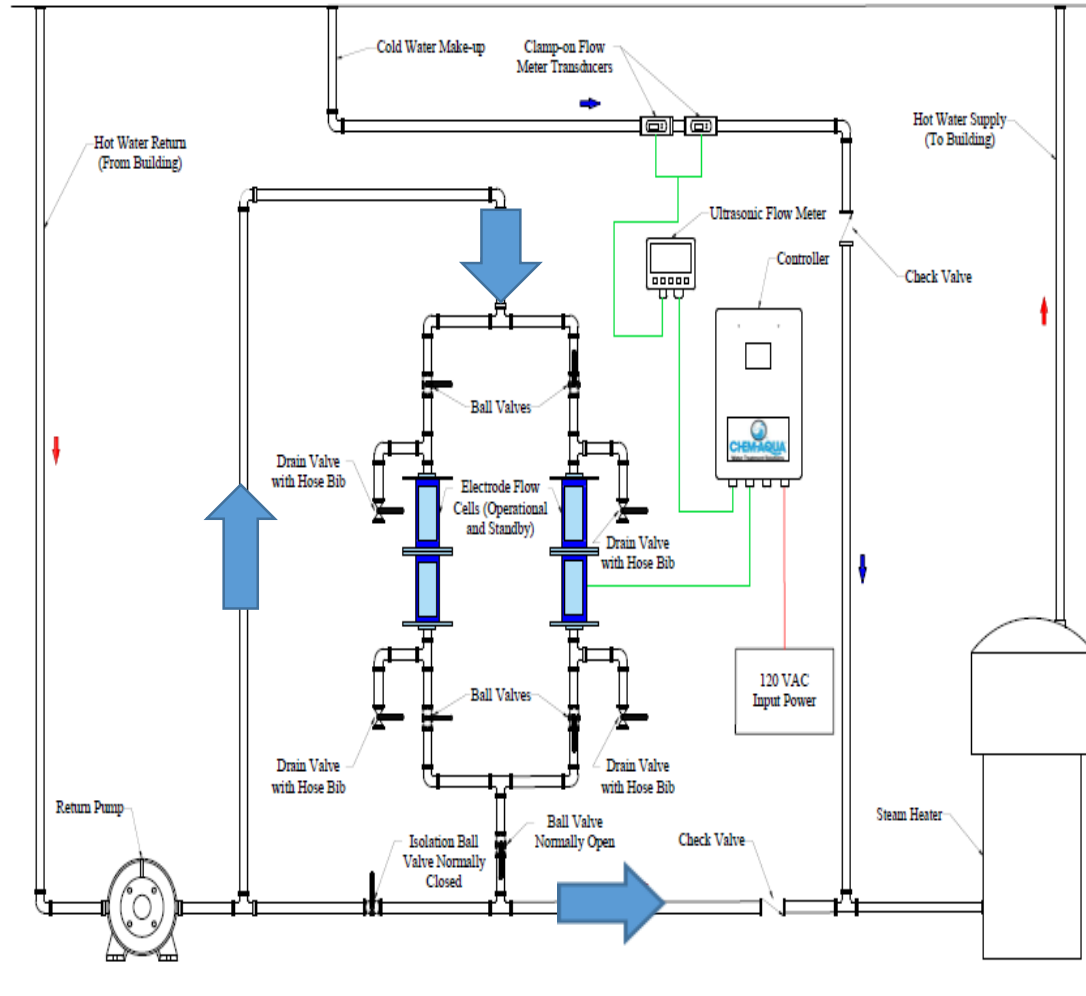 Cold Water Make-up
Clamp-on Flow
Meter Transducers
Hot Water Return
(From Building)
Hot Water Supply
(To Building)
Ultrasonic Flow Meter
Controller
Check Valve
Ball Valves
CHEM-AQUA
Drain Valve
with Hose Bib
Electrode Flow
Cells (Operational
and Standby)
Drain Valve
with Hose Bib
120 VAC
Input Power
Ball Valves
Drain Valve
with Hose Bib
Drain Valve
with Hose Bib
Return Pump
Isolation Ball
Valve Normally
Closed
Ball Valve
Normally Open
Check Valve
Steam Heater